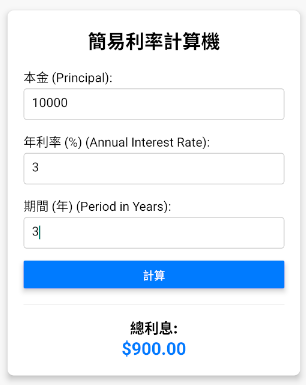 簡易利率計算機
本金 (Principal):
10000
年利率 (%) (Annual Interest Rate):
3
期間 (年) (Period in Years):
3
計算
總利息:
$900.00